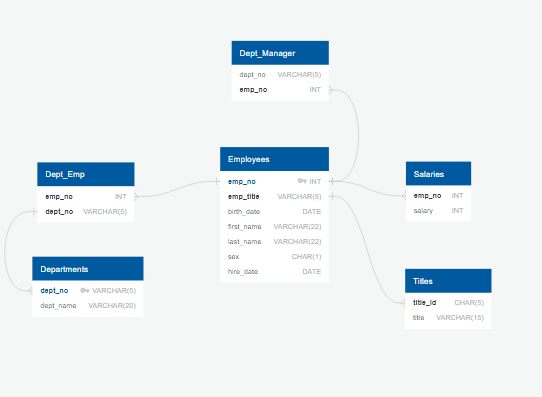 Dept_Manager
dept_no VARCHAR(5)
emp_no INT
Employees
emp_no INT
emp_title VARCHAR(5)
birth_date DATE
first_name VARCHAR(22)
last_name VARCHAR(22)
sex CHAR(1)
hire_date DATE
Dept_Emp
emp_no INT
dept_no VARCHAR(5)
Salaries
emp_no INT
salary INT
Departments
dept_no VARCHAR(5)
dept_name VARCHAR(20)
Titles
title_id CHAR(5)
title VARCHAR(15)